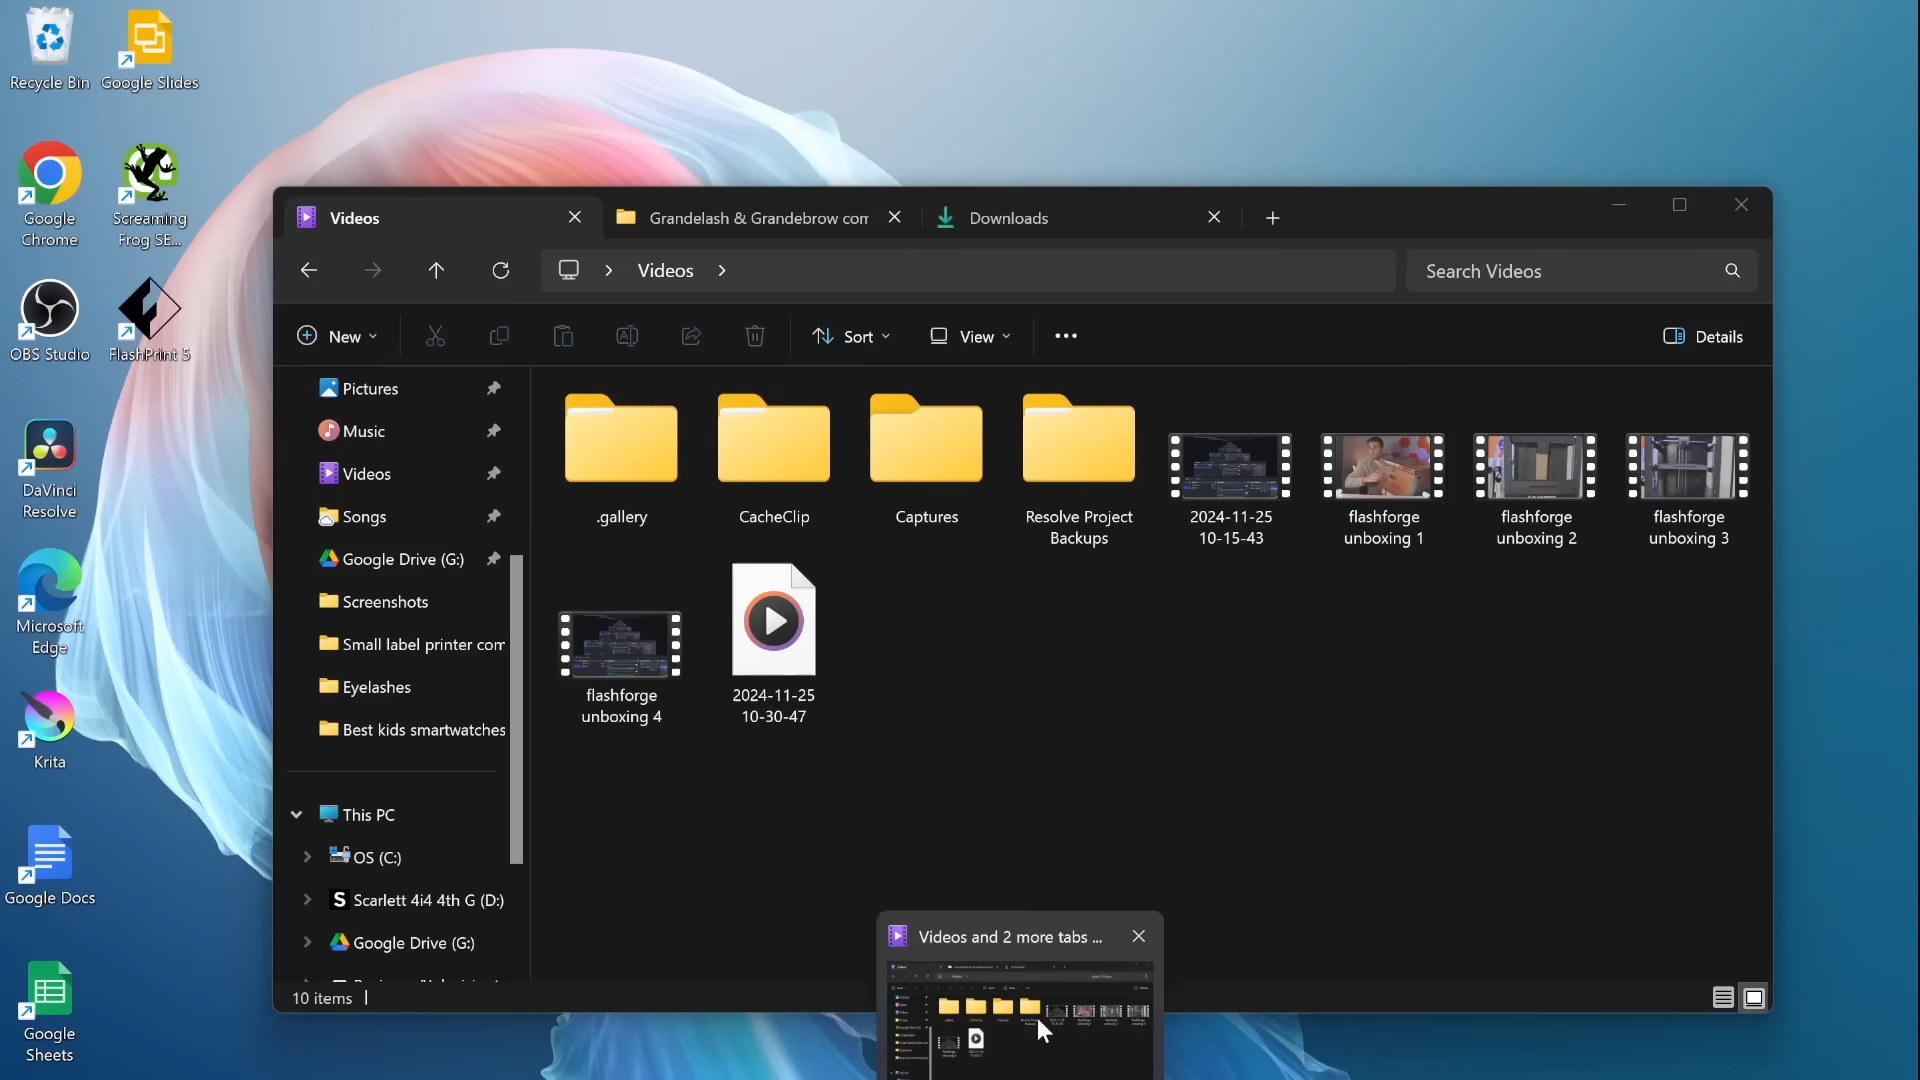 Recycle Bin
Google Slides
Google
Chrome
Screaming
Frog SE...
OBS Studio
FlashPrint 5
DaVinci
Resolve
Microsoft
Edge
Krita
Google Docs
Google
Sheets
Videos
Grandelash & Grandebrow com
Downloads
Videos
Search Videos
New
Sort
View
Details
Pictures
Music
Videos
Songs
Google Drive (G:)
Screenshots
Small label printer com
Eyelashes
Best kids smartwatches
This PC
OS (C:)
S Scarlett 4i4 4th G (D:)
Google Drive (G:)
.gallery
CacheClip
Captures
Resolve Project
Backups
2024-11-25
10-15-43
flashforge
unboxing 1
flashforge
unboxing 2
flashforge
unboxing 3
flashforge
unboxing 4
2024-11-25
10-30-47
10 items
Videos and 2 more tabs ...